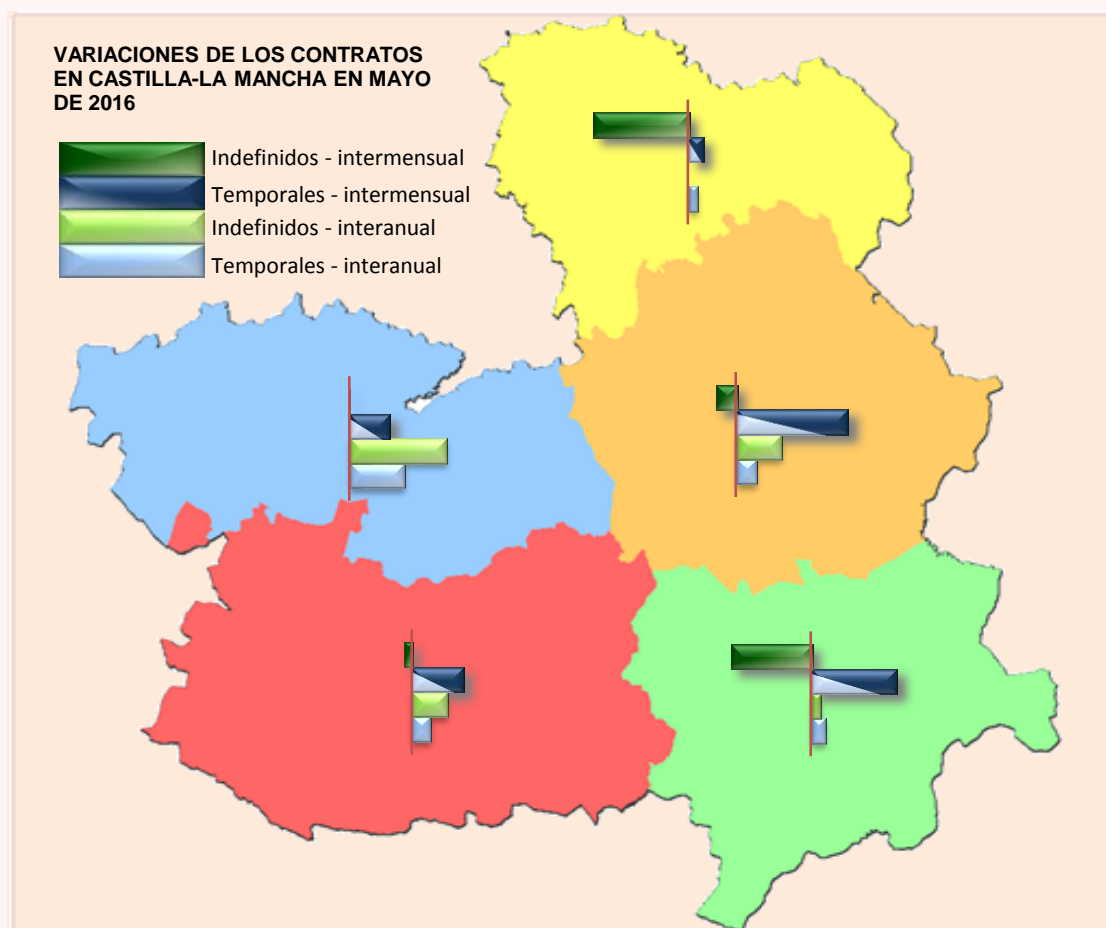 VARIACIONES DE LOS CONTRATOS
EN CASTILLA-LA MANCHA EN MAYO
DE 2016
Indefinidos - intermensual
Temporales - intermensual
Indefinidos - interanual
Temporales - interanual